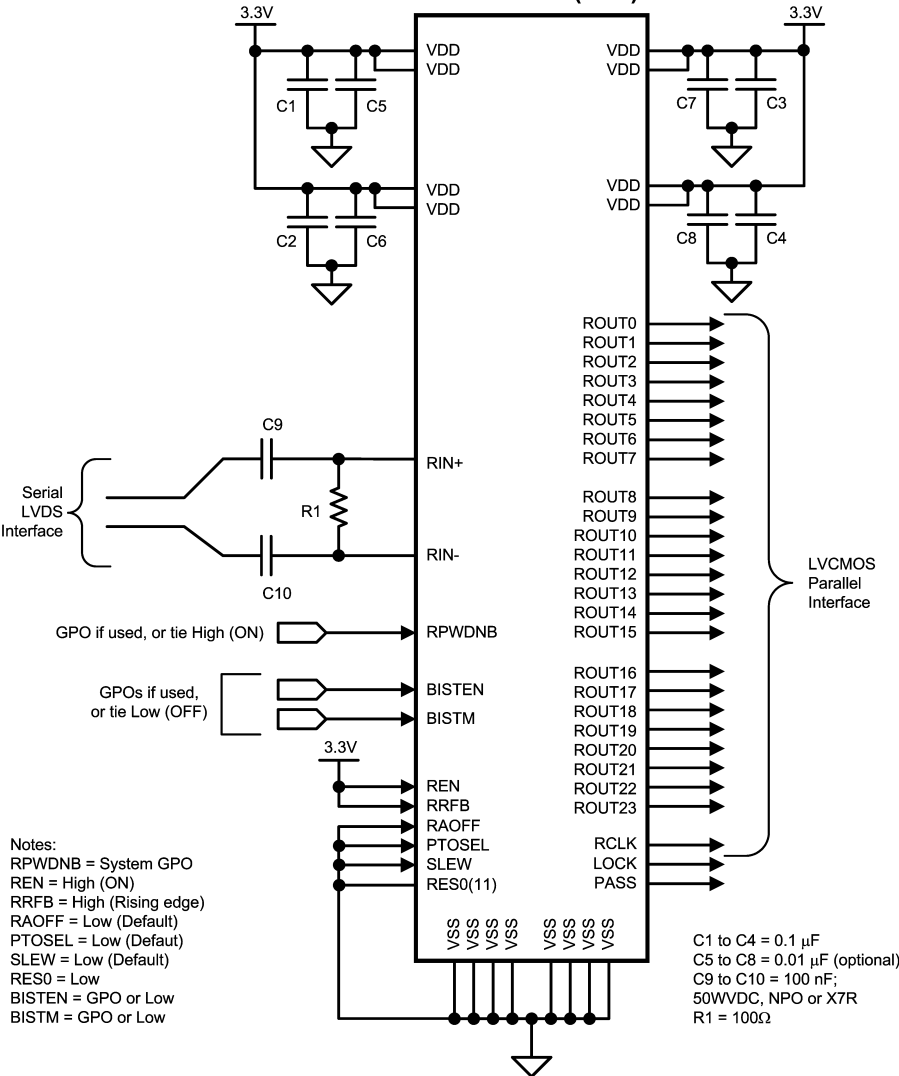 3.3V
3.3V
VDD
VDD
C1
C5
VDD
VDD
C7
C3
VDD
VDD
C2
C6
VDD
VDD
C8
C4
ROUT0
ROUT1
ROUT2
ROUT3
ROUT4
ROUT5
ROUT6
ROUT7
ROUT8
ROUT9
ROUT10
ROUT11
ROUT12
ROUT13
ROUT14
ROUT15
ROUT16
ROUT17
ROUT18
ROUT19
ROUT20
ROUT21
ROUT22
ROUT23
RCLK
LOCK
PASS
LVCMOS
Parallel
Interface
Serial
LVDS
Interface
C9
R1
C10
RIN+
RIN-
GPO if used, or tie High (ON)
RPWDNB
GPOs if used,
or tie Low (OFF)
BISTEN
BISTM
3.3V
REN
RRFB
RAOFF
PTOSEL
SLEW
RES0(11)
VSS
VSS
VSS
VSS
VSS
VSS
VSS
VSS
Notes:
RPWDNB = System GPO
REN = High (ON)
RRFB = High (Rising edge)
RAOFF = Low (Default)
PTOSEL = Low (Defaut)
SLEW = Low (Default)
RES0 = Low
BISTEN = GPO or Low
BISTM = GPO or Low
C1 to C4 = 0.1 μF
C5 to C8 = 0.01 μF (optional)
C9 to C10 = 100 nF;
50WVDC, NPO or X7R
R1 = 100Ω